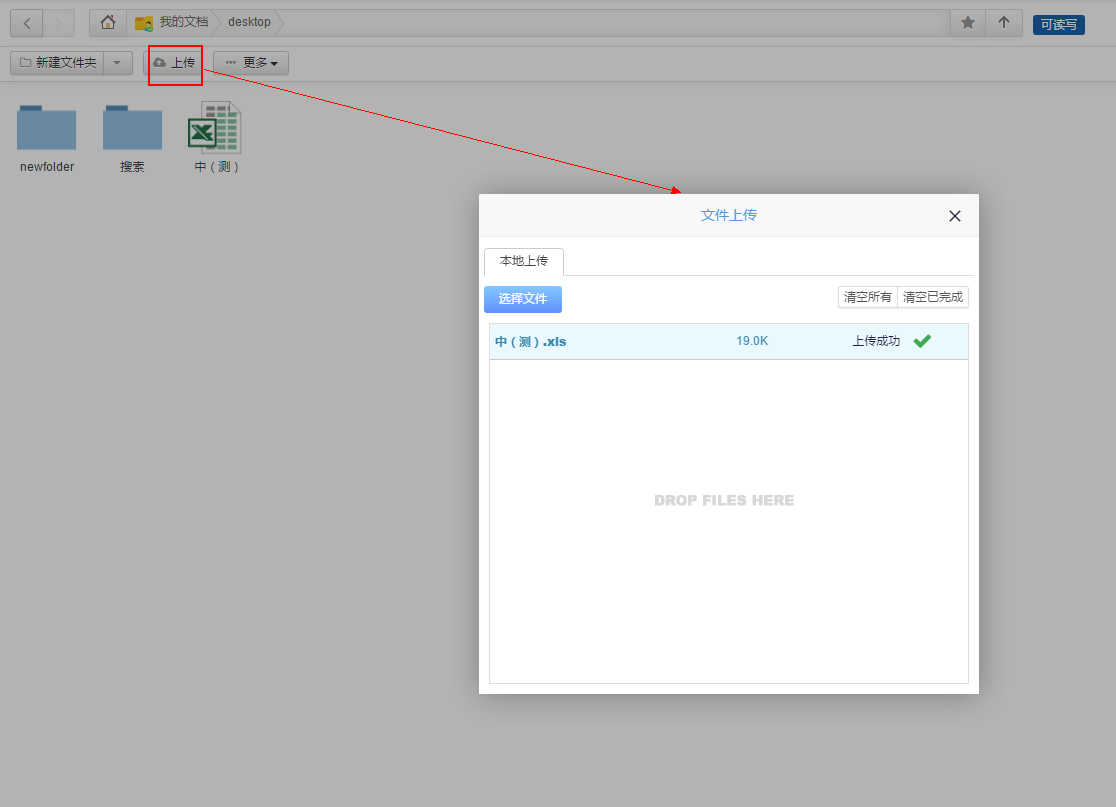 我的文档 desktop 可读写
新建文件夹 上传 更多
newfolder 搜索 中（测）
文件上传
本地上传
选择文件 清空所有 清空已完成
中（测）.xls 19.0K 上传成功
DROP FILES HERE